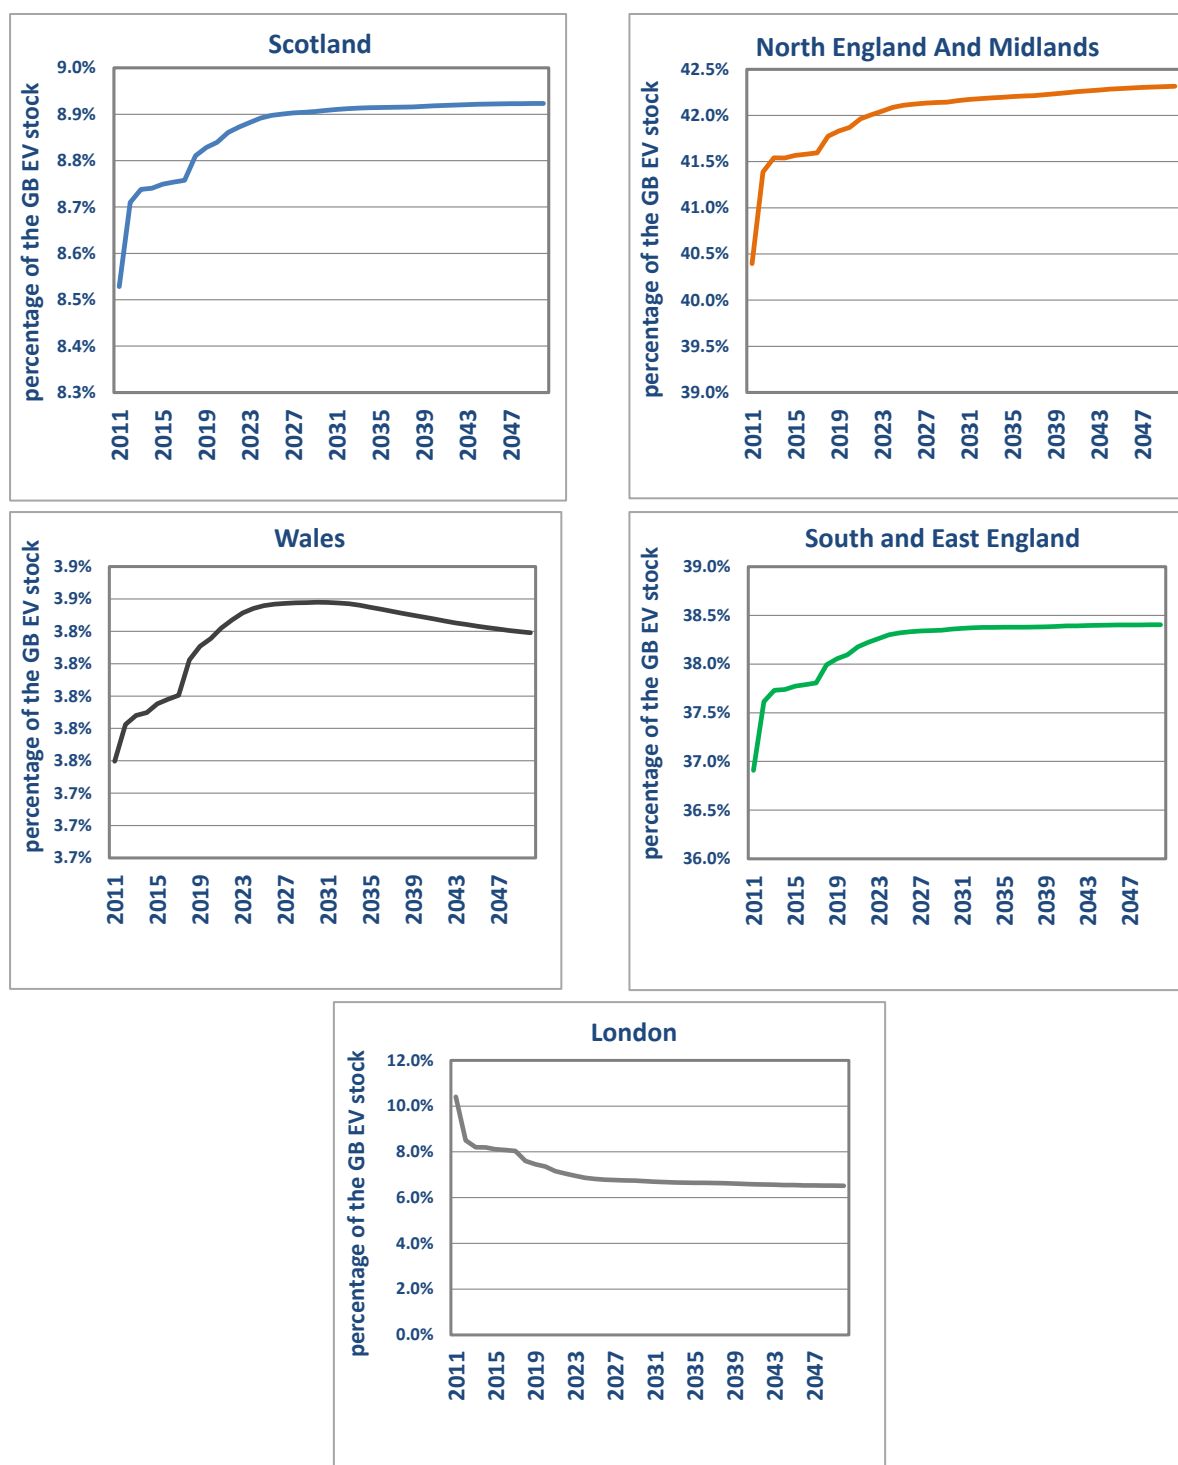 Scotland
percentage of the GB EV stock
9.0%
8.9%
8.8%
8.7%
8.6%
8.5%
8.4%
8.3%
2011 2015 2019 2023 2027 2031 2035 2039 2043 2047
North England And Midlands
percentage of the GB EV stock
42.5%
42.0%
41.5%
41.0%
40.5%
40.0%
39.5%
39.0%
2011 2015 2019 2023 2027 2031 2035 2039 2043 2047
Wales
percentage of the GB EV stock
3.9%
3.9%
3.8%
3.8%
3.8%
3.8%
3.8%
3.7%
3.7%
3.7%
2011 2015 2019 2023 2027 2031 2035 2039 2043 2047
South and East England
percentage of the GB EV stock
39.0%
38.5%
38.0%
37.5%
37.0%
36.5%
36.0%
2011 2015 2019 2023 2027 2031 2035 2039 2043 2047
London
percentage of the GB EV stock
12.0%
10.0%
8.0%
6.0%
4.0%
2.0%
0.0%
2011 2015 2019 2023 2027 2031 2035 2039 2043 2047